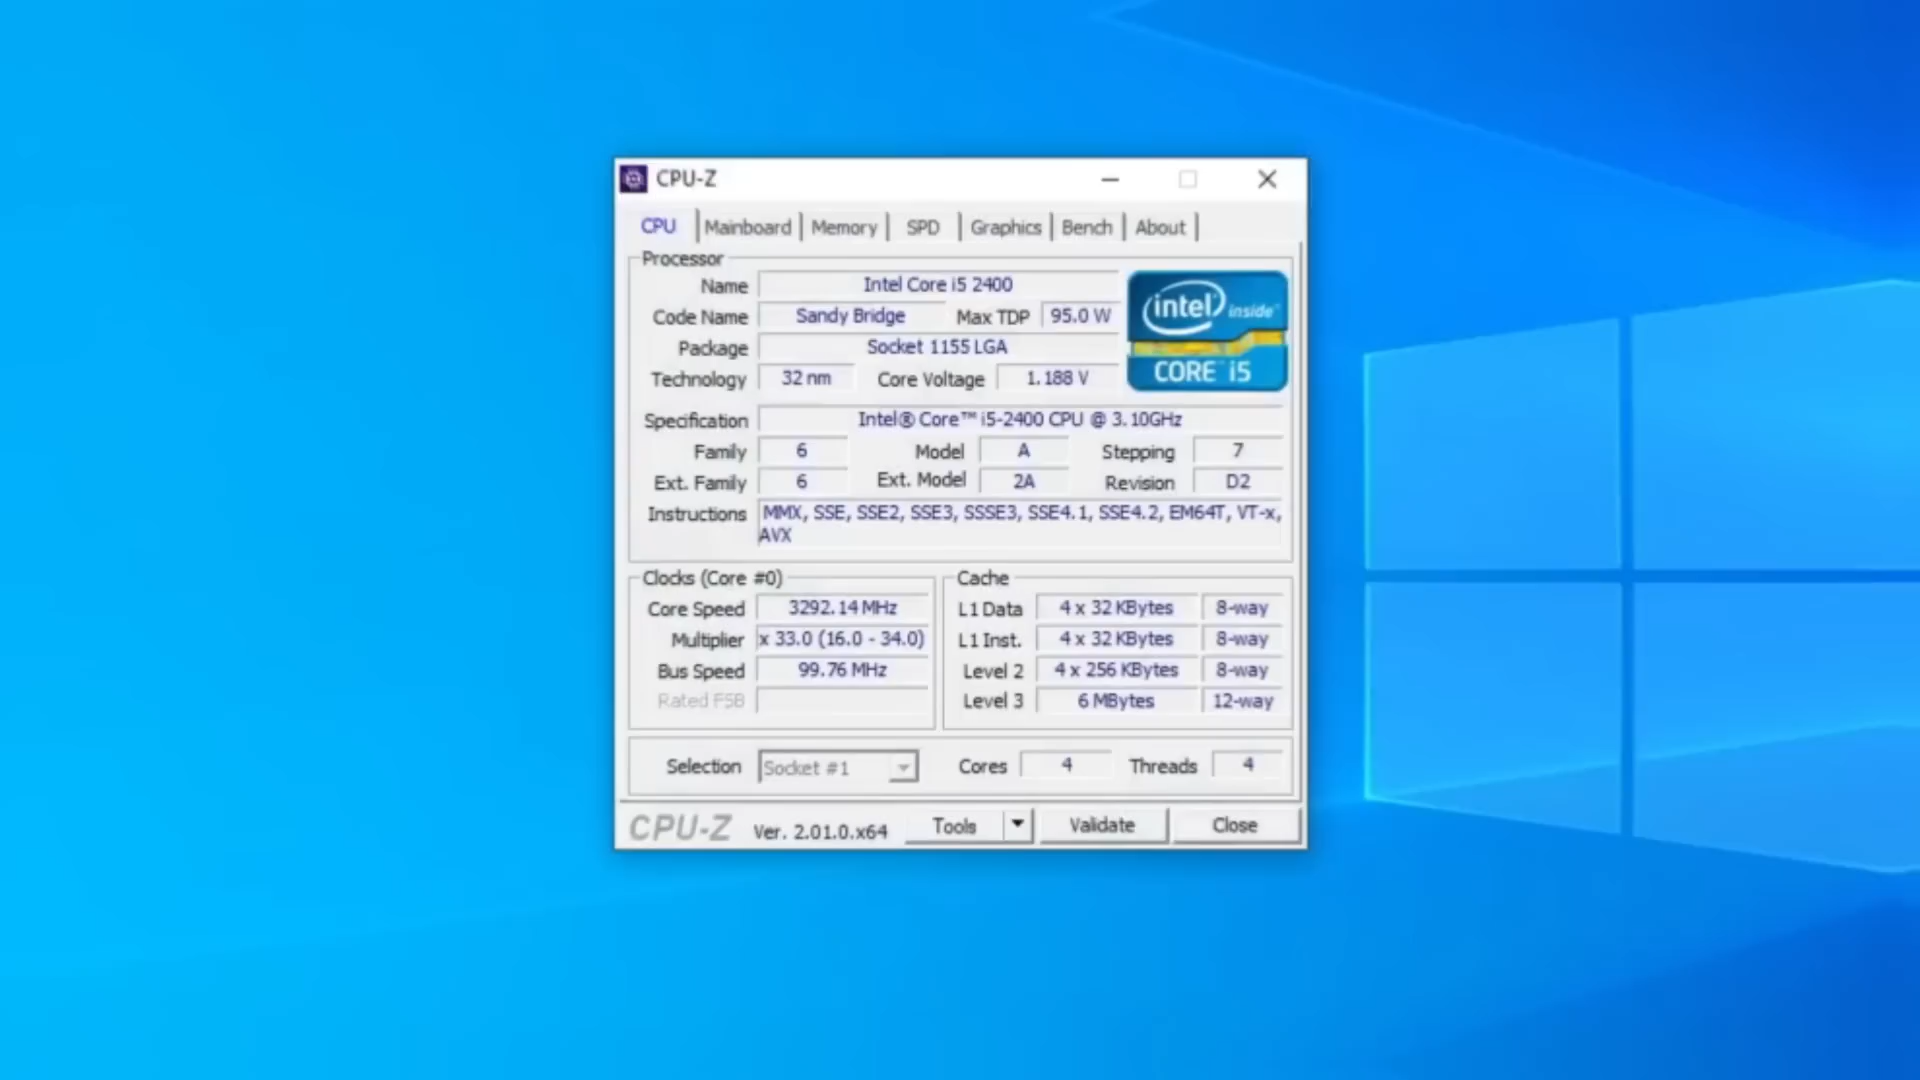 CPU-Z
CPU Mainboard Memory SPD Graphics Bench About
Processor
Name Intel Core i5 2400
Code Name Sandy Bridge Max TDP 95.0 W
Package Socket 1155 LGA
Technology 32 nm Core Voltage 1.188 V
intel inside™
CORE™ i5
Specification Intel® Core™ i5-2400 CPU @ 3.10GHz
Family 6 Model A Stepping 7
Ext. Family 6 Ext. Model 2A Revision D2
Instructions MMX, SSE, SSE2, SSE3, SSSE3, SSE4.1, SSE4.2, EM64T, VT-x,
AVX
Clocks (Core #0)
Core Speed 3292.14 MHz
Multiplier x 33.0 (16.0 - 34.0)
Bus Speed 99.76 MHz
Rated FSB
Cache
L1 Data 4 x 32 KBytes 8-way
L1 Inst. 4 x 32 KBytes 8-way
Level 2 4 x 256 KBytes 8-way
Level 3 6 MBytes 12-way
Selection Socket #1 Cores 4 Threads 4
CPU-Z Ver. 2.01.0.x64 Tools Validate Close